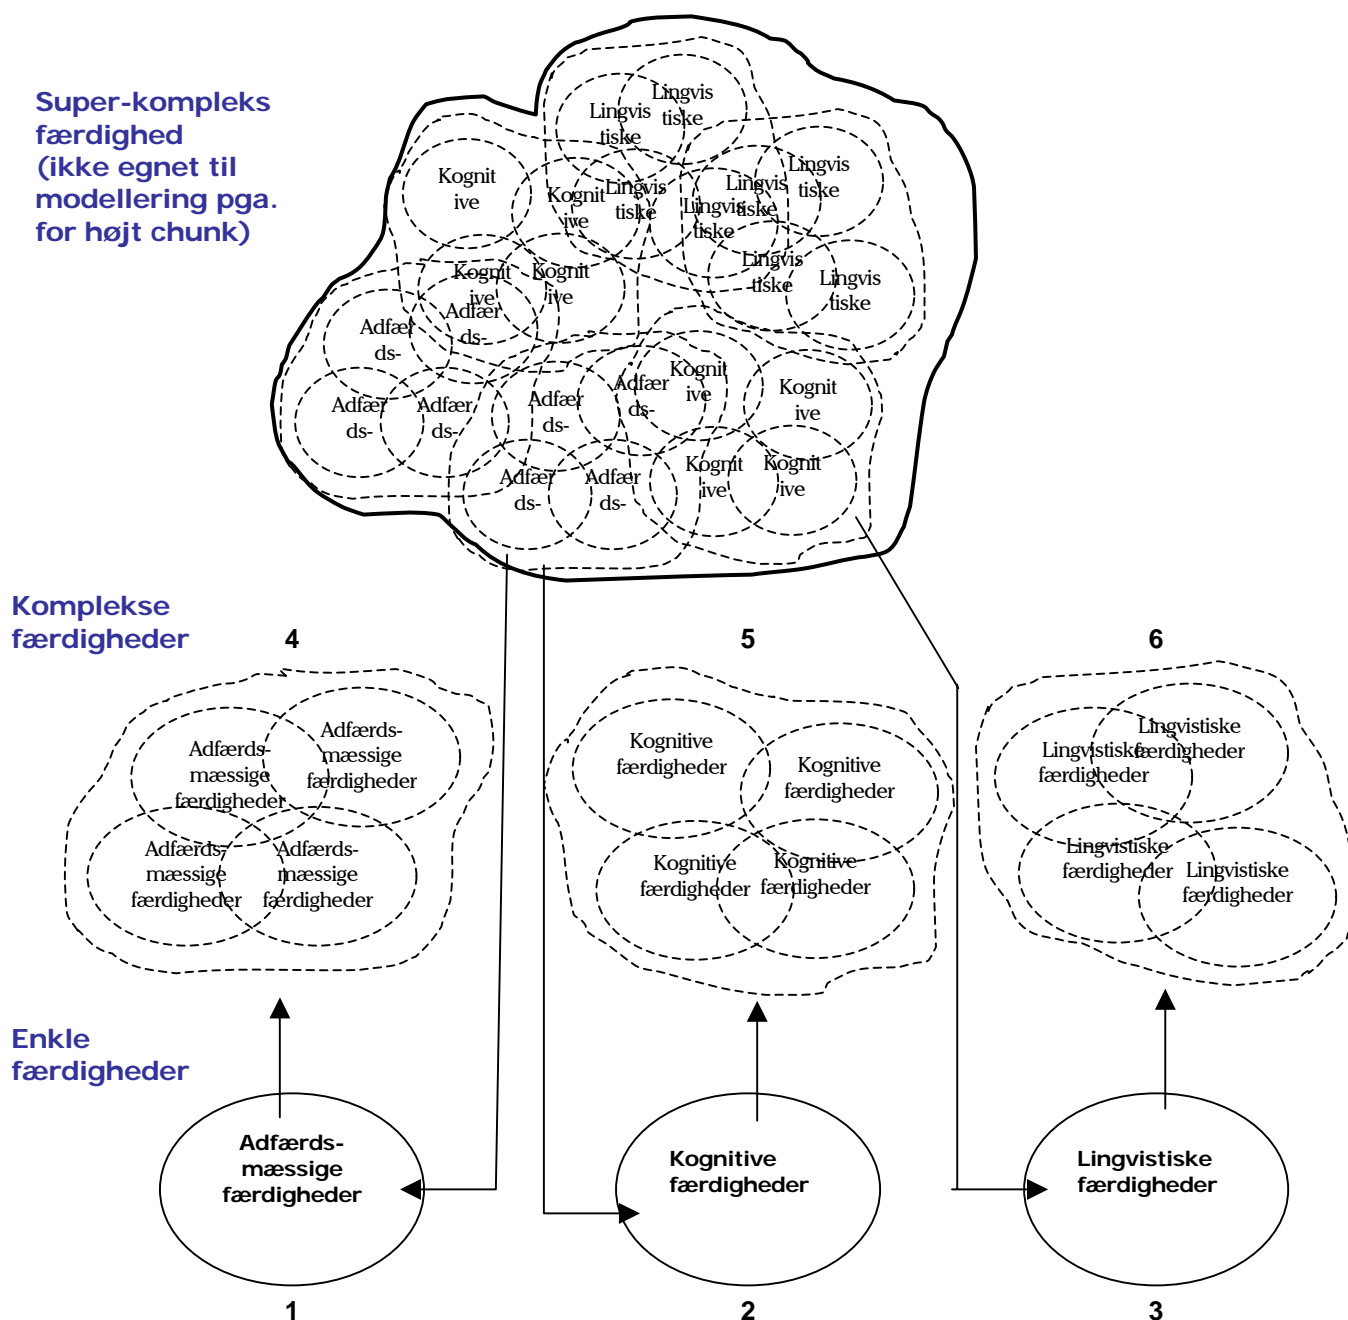 Super-kompleks
færdighed
(ikke egnet til
modellering pga.
for højt chunk)
Lingvis
tiske
Lingvis
tiske
Kognit
ive
Kognit
ive
Lingvis
tiske
Lingvis
tiske
Lingvis
tiske
Lingvis
tiske
Kognit
ive
Kognit
ive
Lingvis
tiske
Lingvis
tiske
Adfær
ds-
Adfær
ds-
Adfær
ds-
Adfær
ds-
Adfær
ds-
Adfær
ds-
Kognit
ive
Kognit
ive
Adfær
ds-
Adfær
ds-
Kognit
ive
Kognit
ive
Komplekse
færdigheder
4
5
6
Adfærds-
mæssige
færdigheder
Adfærds-
mæssige
færdigheder
Adfærds-
mæssige
færdigheder
Adfærds-
mæssige
færdigheder
Kognitive
færdigheder
Kognitive
færdigheder
Kognitive
færdigheder
Kognitive
færdigheder
Lingvistiske
færdigheder
Lingvistiske
færdigheder
Lingvistiske
færdigheder
Lingvistiske
færdigheder
Enkle
færdigheder
Adfærds-
mæssige
færdigheder
Kognitive
færdigheder
Lingvistiske
færdigheder
1
2
3